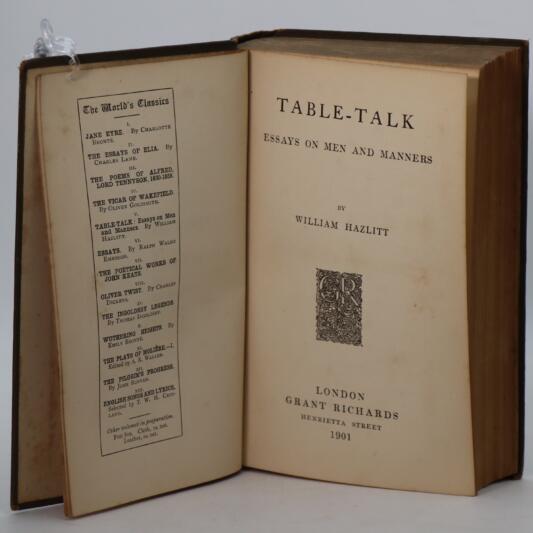 The World's Classics
I.
JANE EYRE. By CHARLOTTE
BRONTE.
II.
THE ESSAYS OF ELIA. By
CHARLES LAMB.
III.
THE POEMS OF ALFRED,
LORD TENNYSON, 1830-1858.
IV.
THE VICAR OF WAKEFIELD.
By OLIVER GOLDSMITH.
V.
TABLE-TALK: Essays on Men
and Manners. By WILLIAM
HAZLITT.
VI.
ESSAYS. By RALPH WALDO
EMERSON.
VII.
THE POETICAL WORKS OF
JOHN KEATS.
VIII.
OLIVER TWIST. By CHARLES
DICKENS.
IX.
THE INGOLDSBY LEGENDS.
By THOMAS INGOLDSBY.
X.
WUTHERING HEIGHTS. By
EMILY BRONTE.
XI.
THE PLAYS OF MOLIÈRE.—I.
Edited by A. R. WALLER.
XII.
THE PILGRIM'S PROGRESS.
By JOHN BUNYAN.
XIII.
ENGLISH SONGS AND LYRICS.
Selected by T. W. H. CROSLAND.
Other volumes in preparation.
Pott 8vo. Cloth, 1s. net.
Leather, 2s. net.
TABLE-TALK
ESSAYS ON MEN AND MANNERS
BY
WILLIAM HAZLITT
GR
LONDON
GRANT RICHARDS
HENRIETTA STREET
1901